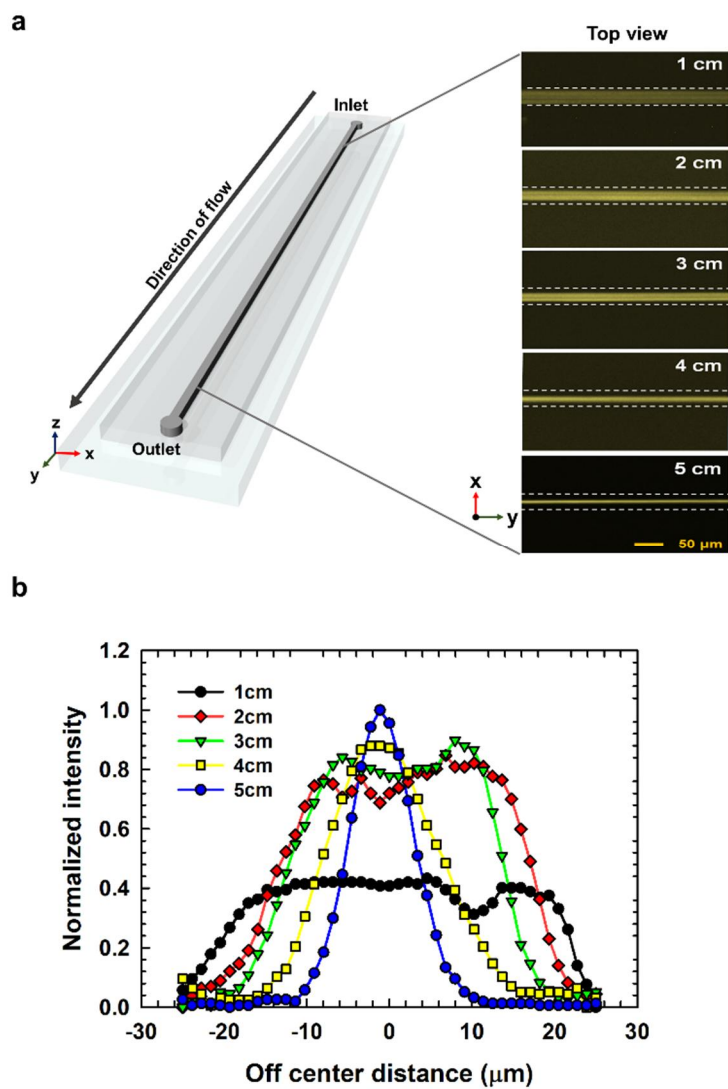 a
Top view
Inlet
Direction of flow
Outlet
z
x
y
x
y
1 cm
2 cm
3 cm
4 cm
5 cm
50 μm
b
Normalized intensity
1.2
1.0
0.8
0.6
0.4
0.2
0.0
1cm
2cm
3cm
4cm
5cm
-30 -20 -10 0 10 20 30
Off center distance (μm)